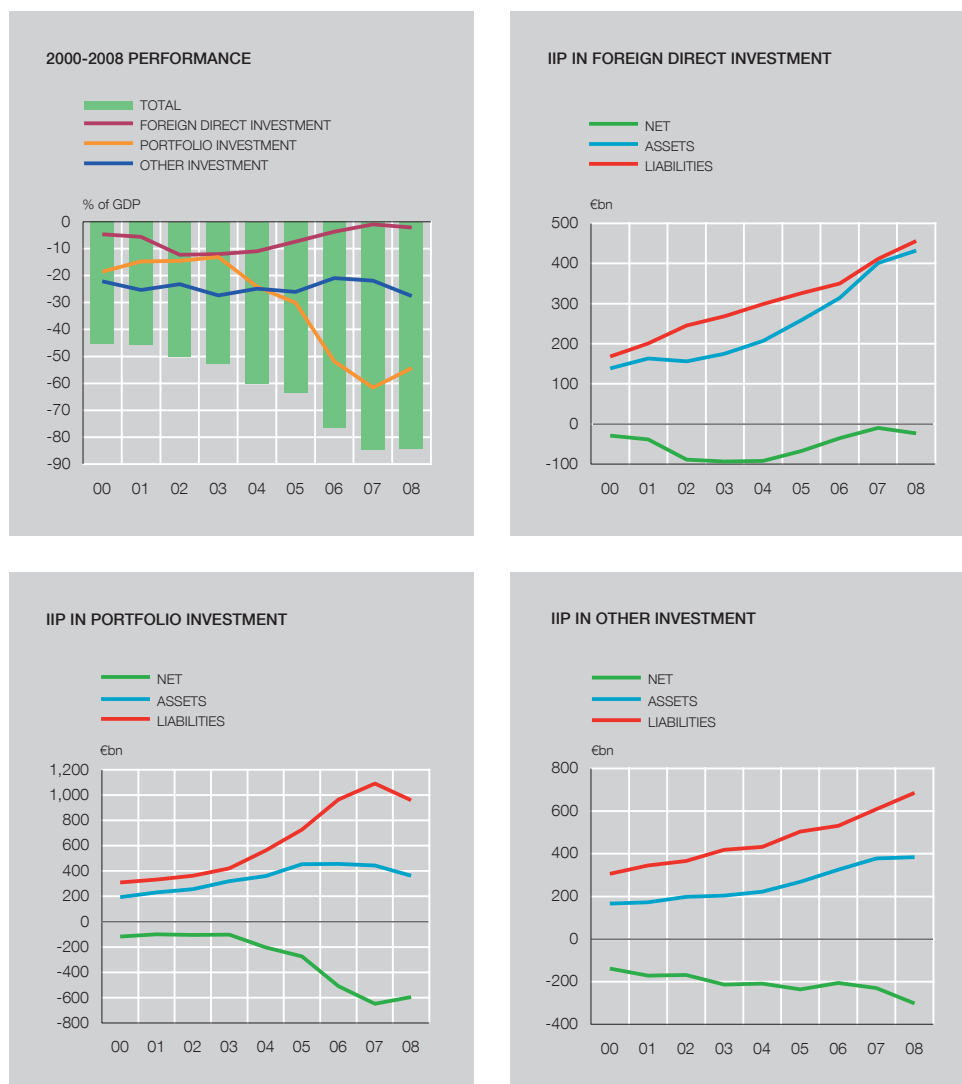 2000-2008 PERFORMANCE
TOTAL
FOREIGN DIRECT INVESTMENT
PORTFOLIO INVESTMENT
OTHER INVESTMENT
% of GDP
0
-10
-20
-30
-40
-50
-60
-70
-80
-90
00 01 02 03 04 05 06 07 08
IIP IN FOREIGN DIRECT INVESTMENT
NET
ASSETS
LIABILITIES
€bn
500
400
300
200
100
0
-100
00 01 02 03 04 05 06 07 08
IIP IN PORTFOLIO INVESTMENT
NET
ASSETS
LIABILITIES
€bn
1,200
1,000
800
600
400
200
0
-200
-400
-600
-800
00 01 02 03 04 05 06 07 08
IIP IN OTHER INVESTMENT
NET
ASSETS
LIABILITIES
€bn
800
600
400
200
0
-200
-400
00 01 02 03 04 05 06 07 08